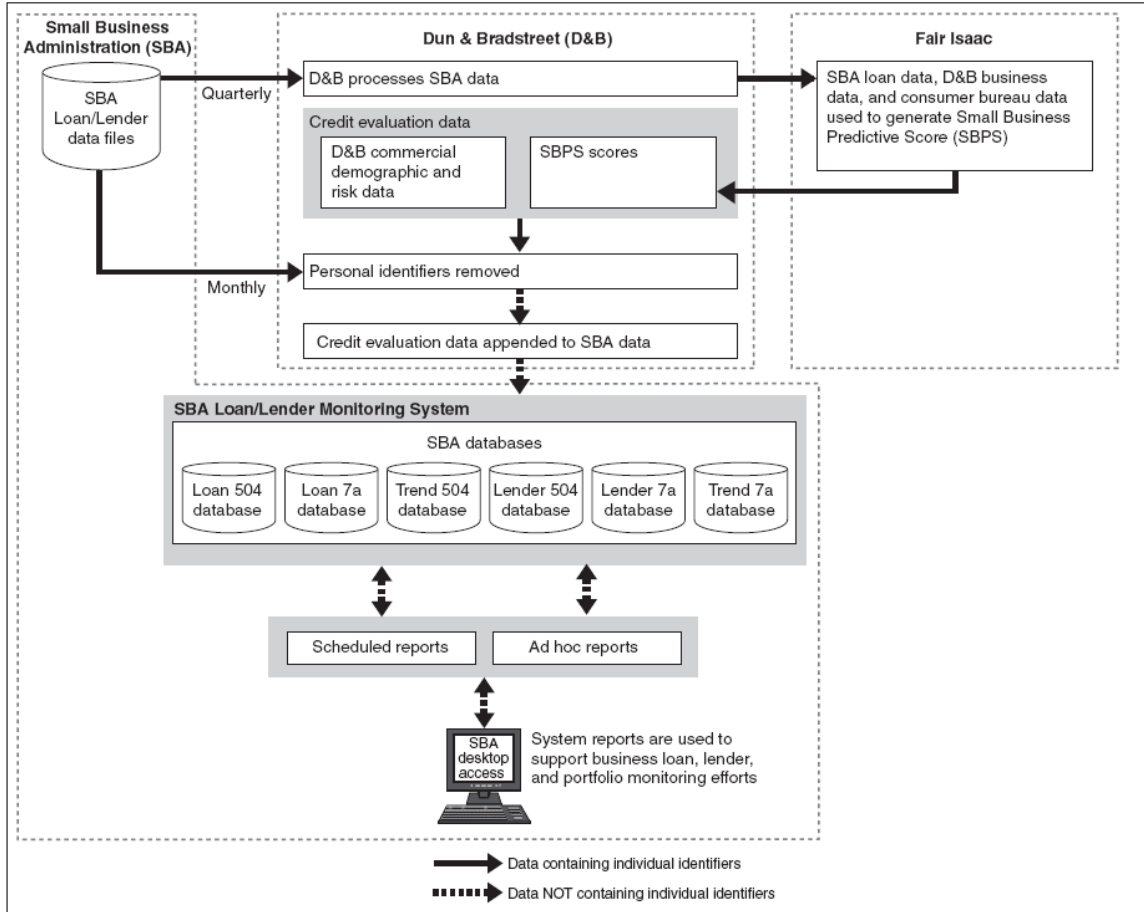 Small Business
Administration (SBA)
Dun & Bradstreet (D&B)
Fair Isaac
SBA
Loan/Lender
data files
Quarterly
D&B processes SBA data
SBA loan data, D&B business
data, and consumer bureau data
used to generate Small Business
Predictive Score (SBPS)
Credit evaluation data
D&B commercial
demographic and
risk data
SBPS scores
Monthly
Personal identifiers removed
Credit evaluation data appended to SBA data
SBA Loan/Lender Monitoring System
SBA databases
Loan 504
database
Loan 7a
database
Trend 504
database
Lender 504
database
Lender 7a
database
Trend 7a
database
Scheduled reports
Ad hoc reports
SBA
desktop
access
System reports are used to
support business loan, lender,
and portfolio monitoring efforts
Data containing individual identifiers
Data NOT containing individual identifiers